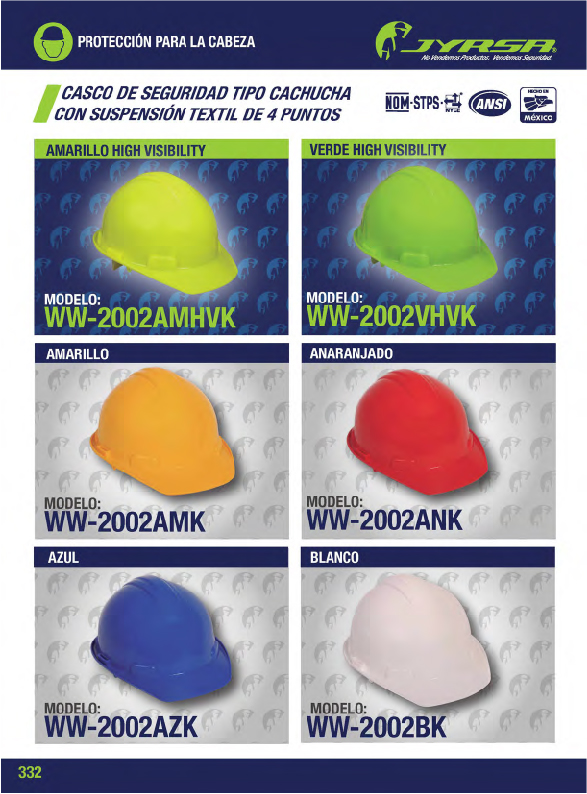 PROTECCIÓN PARA LA CABEZA
JYRSA®
No Vendemos Productos. Vendemos Seguridad.
CASCO DE SEGURIDAD TIPO CACHUCHA
CON SUSPENSIÓN TEXTIL DE 4 PUNTOS
NOM-STPS-
NYCE
ANSI
HECHO EN
MÉXICO
AMARILLO HIGH VISIBILITY
MODELO:
WW-2002AMHVK
VERDE HIGH VISIBILITY
MODELO:
WW-2002VHVK
AMARILLO
MODELO:
WW-2002AMK
ANARANJADO
MODELO:
WW-2002ANK
AZUL
MODELO:
WW-2002AZK
BLANCO
MODELO:
WW-2002BK
332